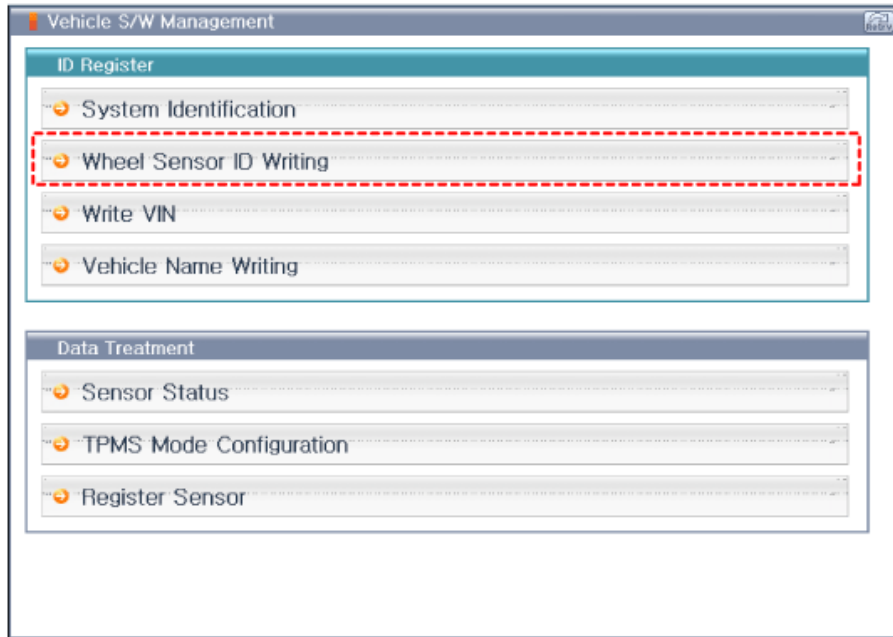 Vehicle S/W Management
ID Register
System Identification
Wheel Sensor ID Writing
Write VIN
Vehicle Name Writing
Data Treatment
Sensor Status
TPMS Mode Configuration
Register Sensor